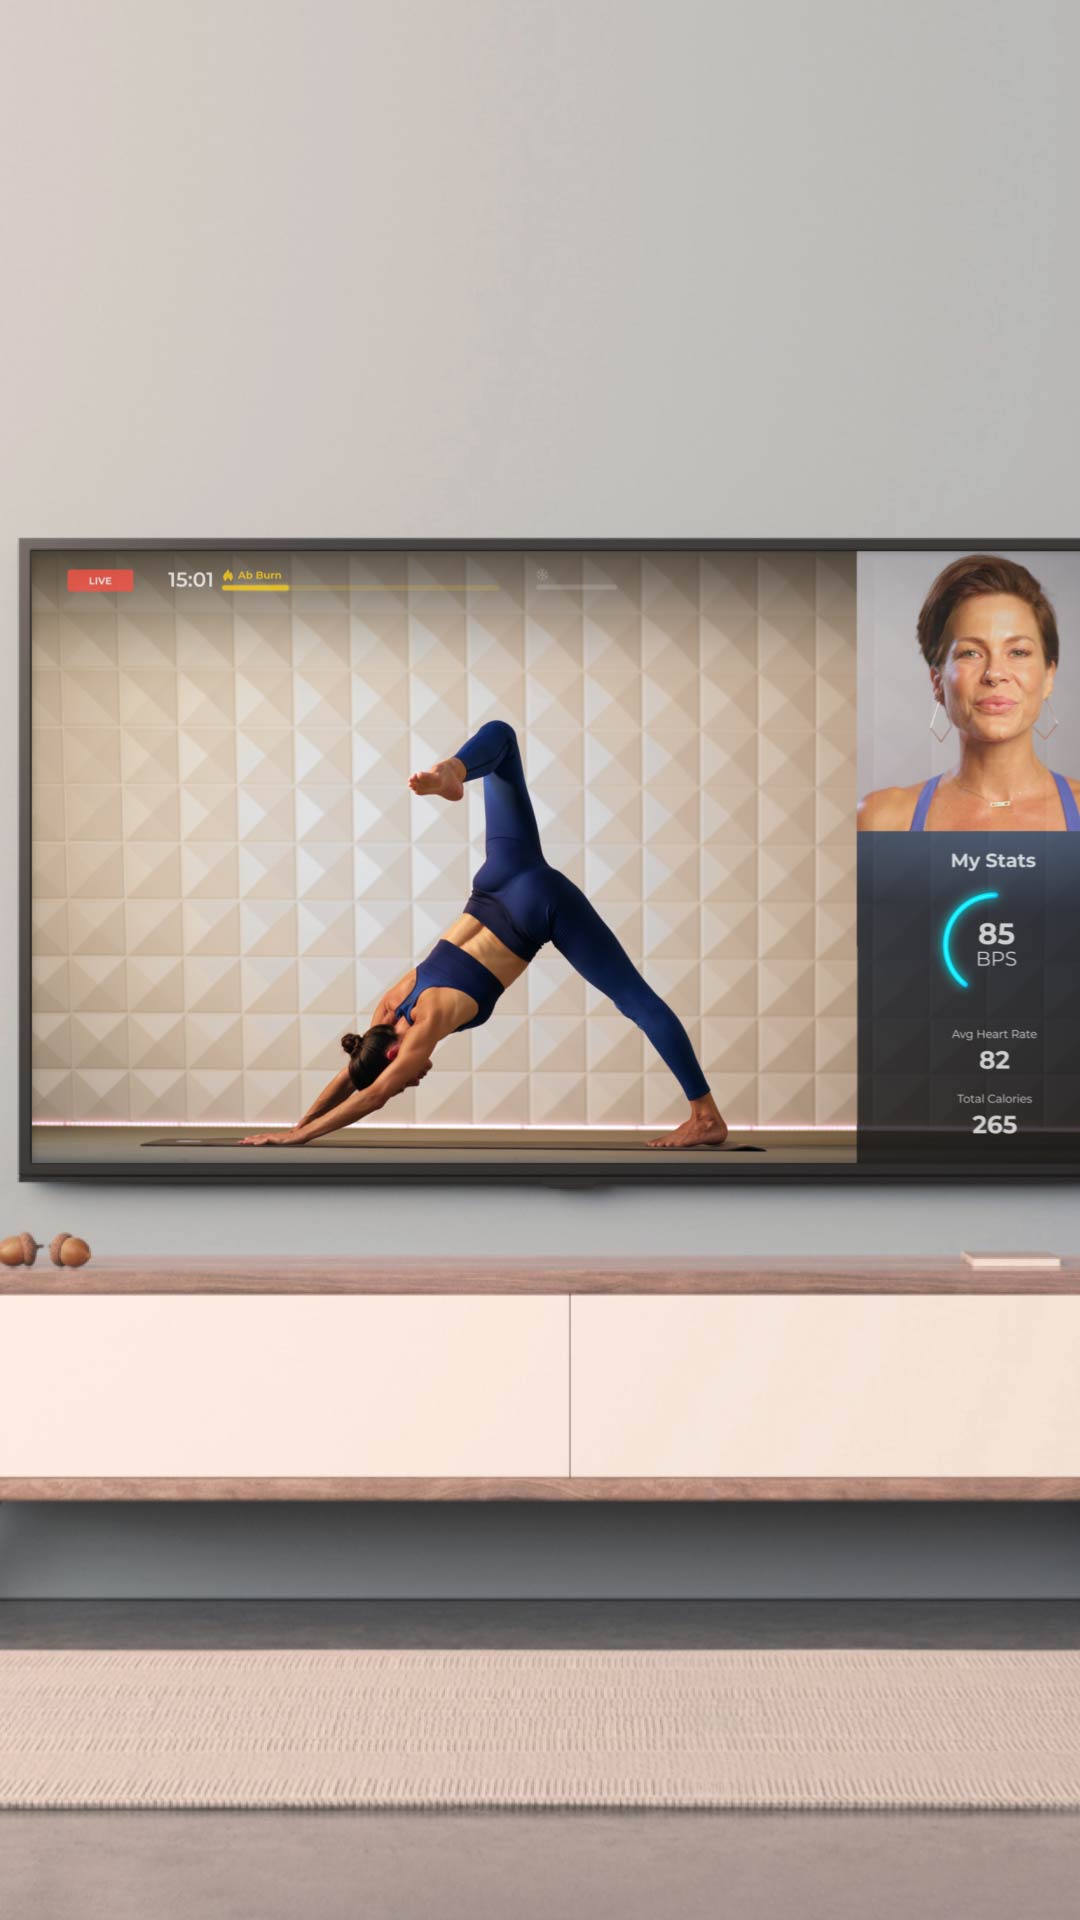 LIVE
15:01
Ab Burn
My Stats
85
BPS
Avg Heart Rate
82
Total Calories
265